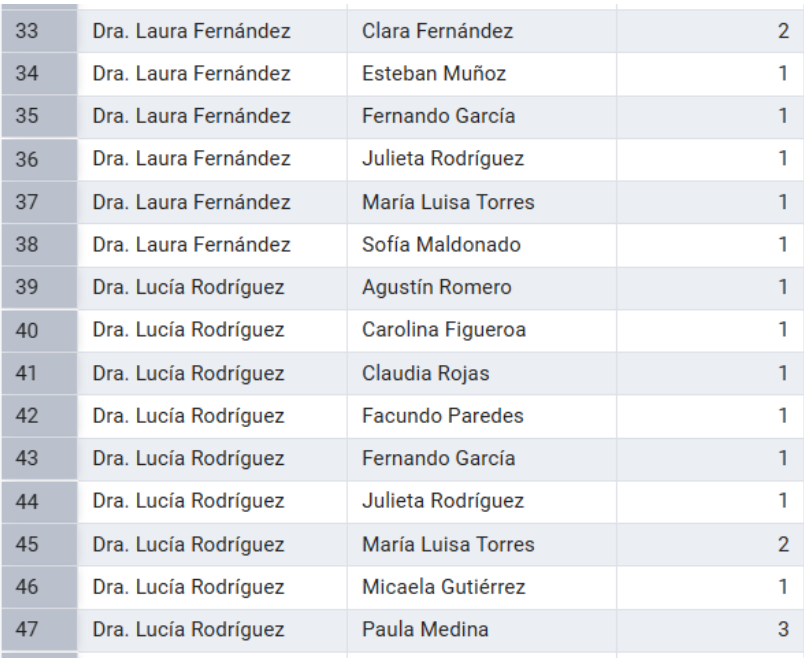 33 Dra. Laura Fernández Clara Fernández 2
34 Dra. Laura Fernández Esteban Muñoz 1
35 Dra. Laura Fernández Fernando García 1
36 Dra. Laura Fernández Julieta Rodríguez 1
37 Dra. Laura Fernández María Luisa Torres 1
38 Dra. Laura Fernández Sofía Maldonado 1
39 Dra. Lucía Rodríguez Agustín Romero 1
40 Dra. Lucía Rodríguez Carolina Figueroa 1
41 Dra. Lucía Rodríguez Claudia Rojas 1
42 Dra. Lucía Rodríguez Facundo Paredes 1
43 Dra. Lucía Rodríguez Fernando García 1
44 Dra. Lucía Rodríguez Julieta Rodríguez 1
45 Dra. Lucía Rodríguez María Luisa Torres 2
46 Dra. Lucía Rodríguez Micaela Gutiérrez 1
47 Dra. Lucía Rodríguez Paula Medina 3